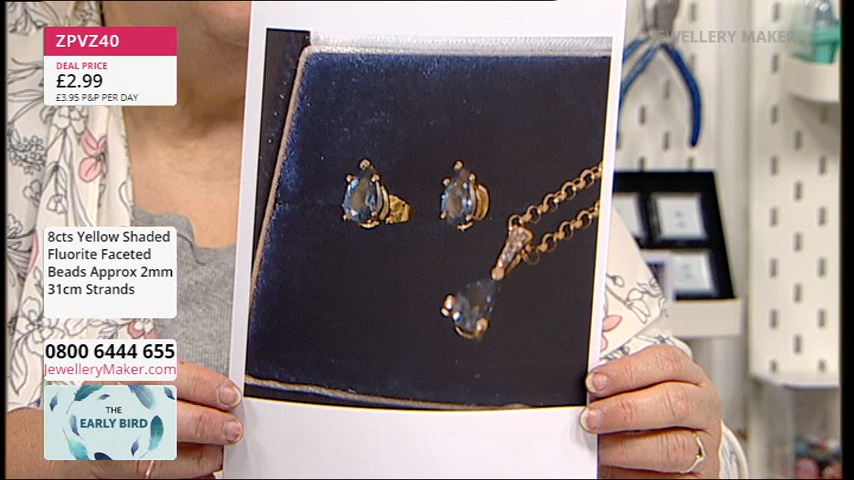 ZPVZ40
DEAL PRICE
£2.99
£3.95 P&P PER DAY
JEWELLERY MAKER
8cts Yellow Shaded
Fluorite Faceted
Beads Approx 2mm
31cm Strands
0800 6444 655
JewelleryMaker.com
THE
EARLY BIRD